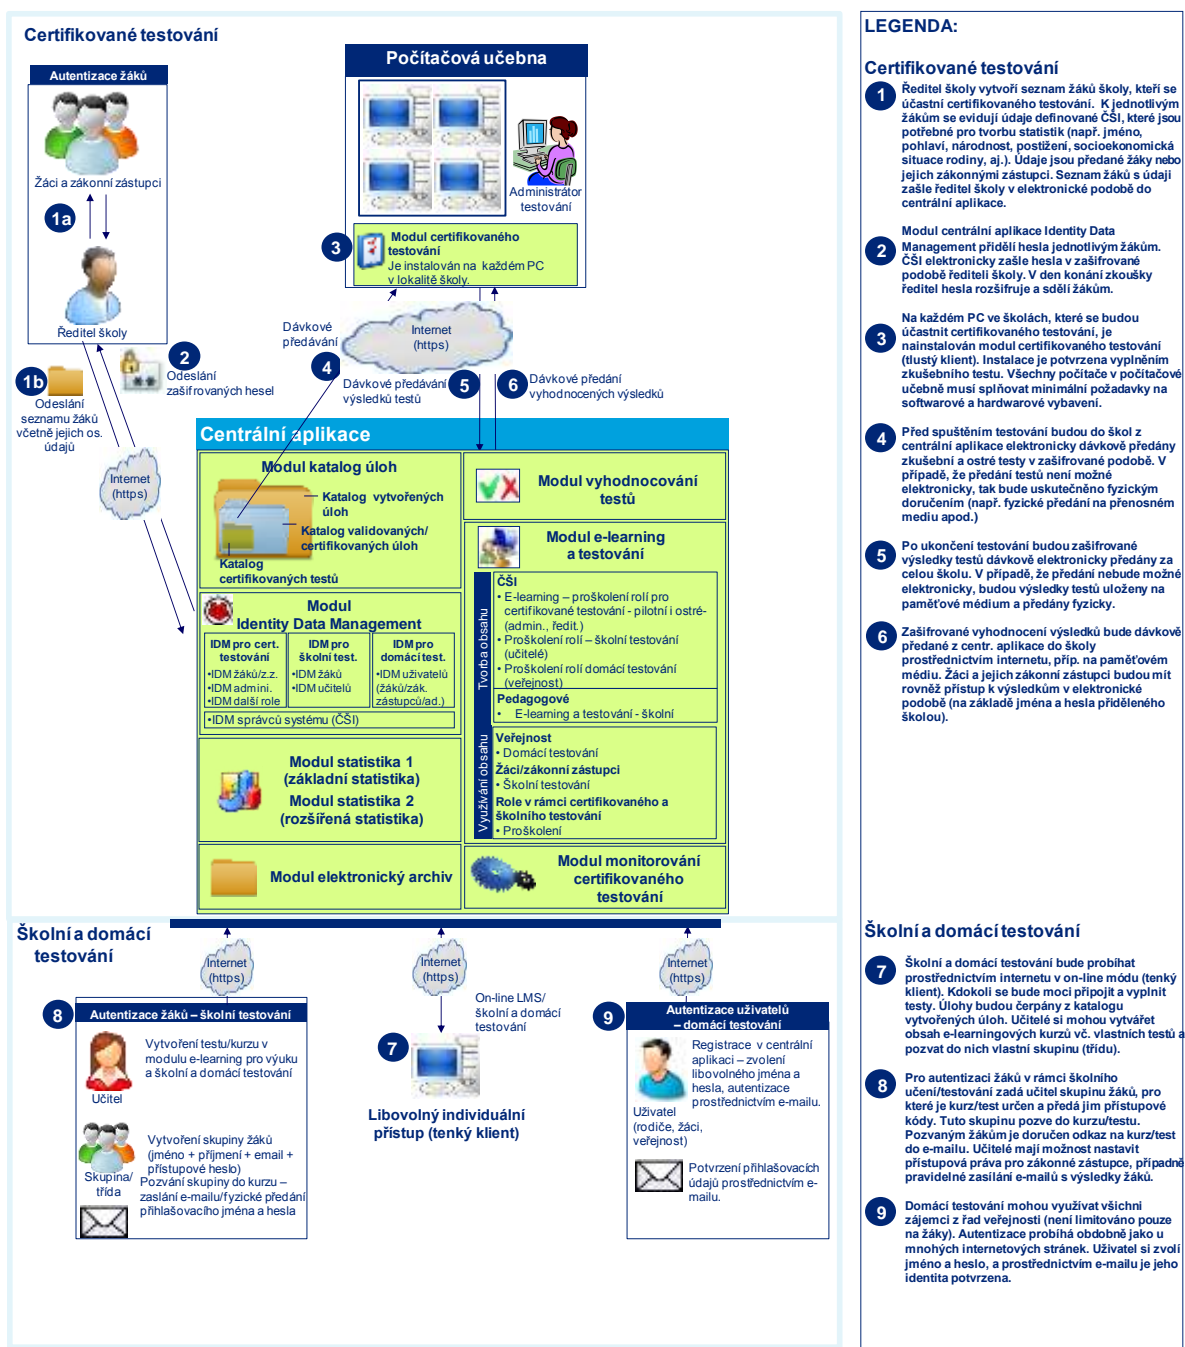 Certifikované testování
Autentizace žáků
Žáci a zákonní zástupci
1a
Ředitel školy
1b
Odeslání
seznamu žáků
včetně jejich os.
údajů
2
Odeslání
zašifrovaných hesel
Internet
(https)
Počítačová učebna
Administrátor
testování
3
Modul certifikovaného
testování
Je instalován na každém PC
v lokalitě školy.
Internet
(https)
Dávkové
předávání
4
Dávkové předávání
výsledků testů
5
6
Dávkové předání
vyhodnocených výsledků
Centrální aplikace
Modul katalog úloh
Katalog vytvořených
úloh
Katalog validovaných/
certifikovaných úloh
Katalog
certifikovaných testů
Modul
Identity Data Management
IDM pro cert.
testování
•IDM žáků/z.z.
•IDM admini.
•IDM další role
IDM pro
školní test.
•IDM žáků
•IDM učitelů
IDM pro
domácí test.
•IDM uživatelů
(žáků/zák.
zástupců/ad.)
•IDM správců systému (ČŠI)
Modul statistika 1
(základní statistika)
Modul statistika 2
(rozšířená statistika)
Modul elektronický archiv
Modul vyhodnocování
testů
Modul e-learning
a testování
Tvorba obsahu
ČŠI
• E-learning – proškolení rolí pro
certifikované testování - pilotní i ostré-
(admin., ředit.)
• Proškolení rolí – školní testování
(učitelé)
• Proškolení rolí domácí testování
(veřejnost)
Pedagogové
• E-learning a testování - školní
Využívání obsahu
Veřejnost
• Domácí testování
Žáci/zákonní zástupci
• Školní testování
Role v rámci certifikovaného a
školního testování
• Proškolení
Modul monitorování
certifikovaného
testování
Školní a domácí
testování
Internet
(https)
Internet
(https)
Internet
(https)
8
Autentizace žáků – školní testování
Vytvoření testu/kurzu v
modulu e-learning pro výuku
a školní a domácí testování
Učitel
Vytvoření skupiny žáků
(jméno + příjmení + email +
přístupové heslo)
Skupina/
třída
Pozvání skupiny do kurzu –
zaslání e-mailu/fyzické předání
přihlašovacího jména a hesla
On-line LMS/
školní a domácí
testování
7
Libovolný individuální
přístup (tenký klient)
9
Autentizace uživatelů
– domácí testování
Registrace v centrální
aplikaci – zvolení
libovolného jména a
hesla, autentizace
prostřednictvím e-mailu.
Uživatel
(rodiče, žáci,
veřejnost)
Potvrzení přihlašovacích
údajů prostřednictvím e-
mailu.
LEGENDA:
Certifikované testování
1
Ředitel školy vytvoří seznam žáků školy, kteří se
účastní certifikovaného testování. K jednotlivým
žákům se evidují údaje definované ČŠI, které jsou
potřebné pro tvorbu statistik (např. jméno,
pohlaví, národnost, postižení, socioekonomická
situace rodiny, aj.). Údaje jsou předané žáky nebo
jejich zákonnými zástupci. Seznam žáků s údaji
zašle ředitel školy v elektronické podobě do
centrální aplikace.
2
Modul centrální aplikace Identity Data
Management přidělí hesla jednotlivým žákům.
ČŠI elektronicky zašle hesla v zašifrované
podobě řediteli školy. V den konání zkoušky
ředitel hesla rozšifruje a sdělí žákům.
3
Na každém PC ve školách, které se budou
účastnit certifikovaného testování, je
nainstalován modul certifikovaného testování
(tlustý klient). Instalace je potvrzena vyplněním
zkušebního testu. Všechny počítače v počítačové
učebně musí splňovat minimální požadavky na
softwarové a hardwarové vybavení.
4
Před spuštěním testování budou do škol z
centrální aplikace elektronicky dávkově předány
zkušební a ostré testy v zašifrované podobě. V
případě, že předání testů není možné
elektronicky, tak bude uskutečněno fyzickým
doručením (např. fyzické předání na přenosném
mediu apod.)
5
Po ukončení testování budou zašifrované
výsledky testů dávkově elektronicky předány za
celou školu. V případě, že předání nebude možné
elektronicky, budou výsledky testů uloženy na
paměťové médium a předány fyzicky.
6
Zašifrované vyhodnocení výsledků bude dávkově
předané z centr. aplikace do školy
prostřednictvím internetu, příp. na paměťovém
médiu. Žáci a jejich zákonní zástupci budou mít
rovněž přístup k výsledkům v elektronické
podobě (na základě jména a hesla přiděleného
školou).
Školní a domácí testování
7
Školní a domácí testování bude probíhat
prostřednictvím internetu v on-line módu (tenký
klient). Kdokoli se bude moci připojit a vyplnit
testy. Úlohy budou čerpány z katalogu
vytvořených úloh. Učitelé si mohou vytvářet
obsah e-learningových kurzů vč. vlastních testů a
pozvat do nich vlastní skupinu (třídu).
8
Pro autentizaci žáků v rámci školního
učení/testování zadá učitel skupinu žáků, pro
které je kurz/test určen a předá jim přístupové
kódy. Tuto skupinu pozve do kurzu/testu.
Pozvaným žákům je doručen odkaz na kurz/test
do e-mailu. Učitelé mají možnost nastavit
přístupová práva pro zákonné zástupce, případně
pravidelné zasílání e-mailů s výsledky žáků.
9
Domácí testování mohou využívat všichni
zájemci z řad veřejnosti (není limitováno pouze
na žáky). Autentizace probíhá obdobně jako u
mnohých internetových stránek. Uživatel si zvolí
jméno a heslo, a prostřednictvím e-mailu je jeho
identita potvrzena.